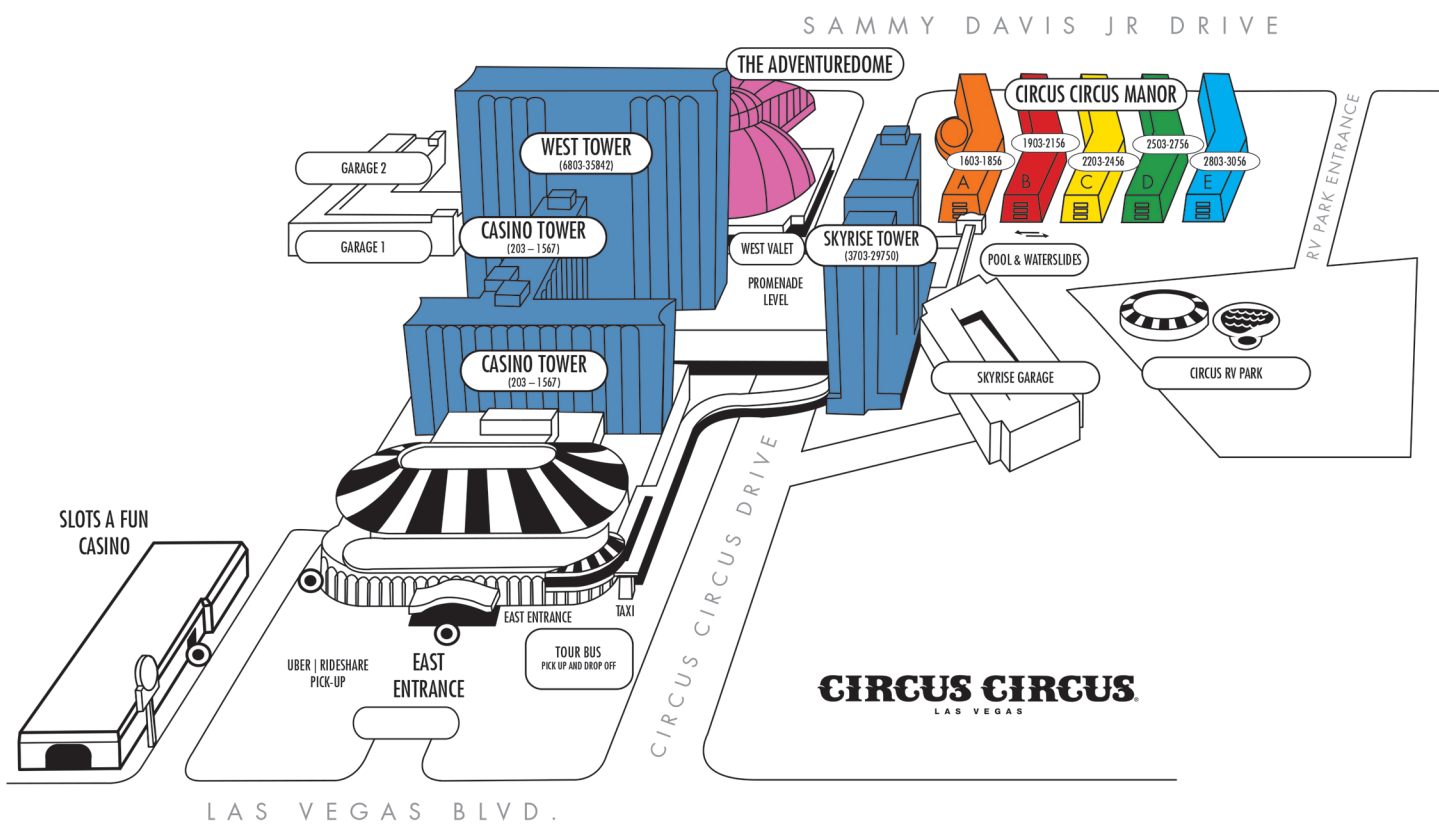 SAMMY DAVIS JR DRIVE
THE ADVENTUREDOME
CIRCUS CIRCUS MANOR
RV PARK ENTRANCE
WEST TOWER
(6803-35842)
GARAGE 2
1603-1856
1903-2156
2203-2456
2503-2756
2803-3056
A
B
C
D
E
CASINO TOWER
(203 – 1567)
GARAGE 1
WEST VALET
SKYRISE TOWER
(3703-29750)
POOL & WATERSLIDES
PROMENADE
LEVEL
CASINO TOWER
(203 – 1567)
SKYRISE GARAGE
CIRCUS RV PARK
CIRCUS CIRCUS DRIVE
SLOTS A FUN
CASINO
EAST ENTRANCE
TAXI
UBER | RIDESHARE
PICK-UP
EAST
ENTRANCE
TOUR BUS
PICK UP AND DROP OFF
CIRCUS CIRCUS®
LAS VEGAS
LAS VEGAS BLVD.